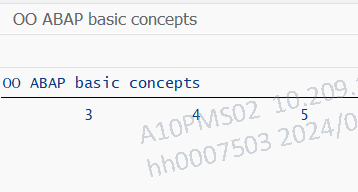 OO ABAP basic concepts
OO ABAP basic concepts
3 4 5
A10PMS02 10.209.
hh0007503 2024/0